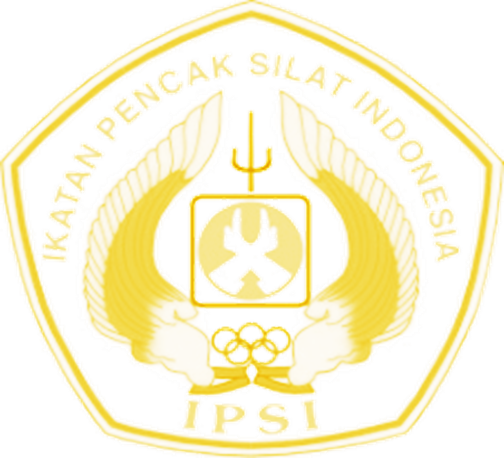 IKATAN PENCAK SILAT INDONESIA
IPSI